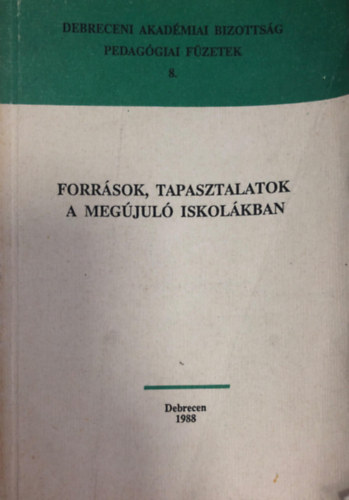 DEBRECENI AKADÉMIAI BIZOTTSÁG
PEDAGÓGIAI FÜZETEK
8.
FORRÁSOK, TAPASZTALATOK
A MEGÚJULÓ ISKOLÁKBAN
Debrecen
1988